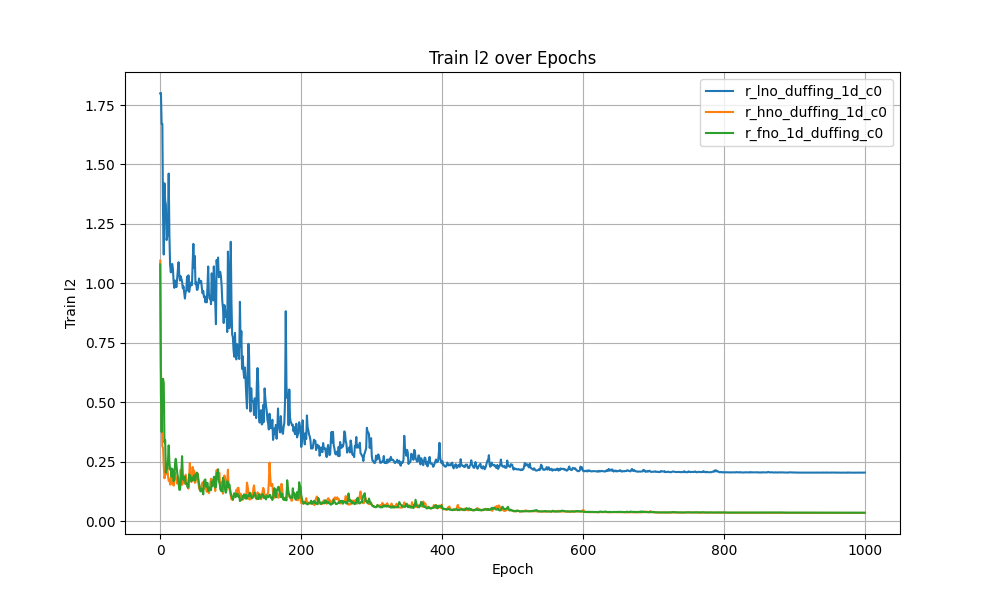 Train l2 over Epochs
r_lno_duffing_1d_c0
r_hno_duffing_1d_c0
r_fno_1d_duffing_c0
Train l2
1.75
1.50
1.25
1.00
0.75
0.50
0.25
0.00
0 200 400 600 800 1000
Epoch